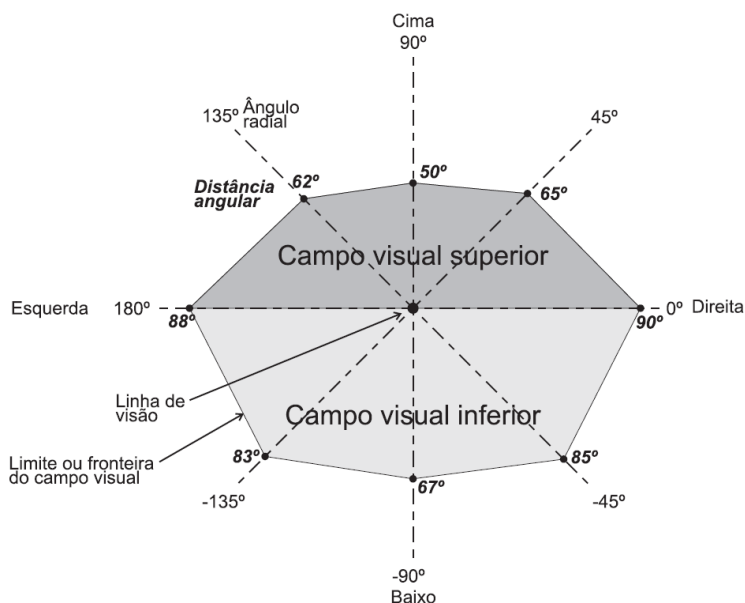 Cima
90º
135º Ângulo
radial
45º
Distância
angular
62º
50º
65º
Campo visual superior
Esquerda 180º
88º
90º
0º Direita
Linha de
visão
Campo visual inferior
Limite ou fronteira
do campo visual
83º
67º
85º
-135º
-45º
-90º
Baixo